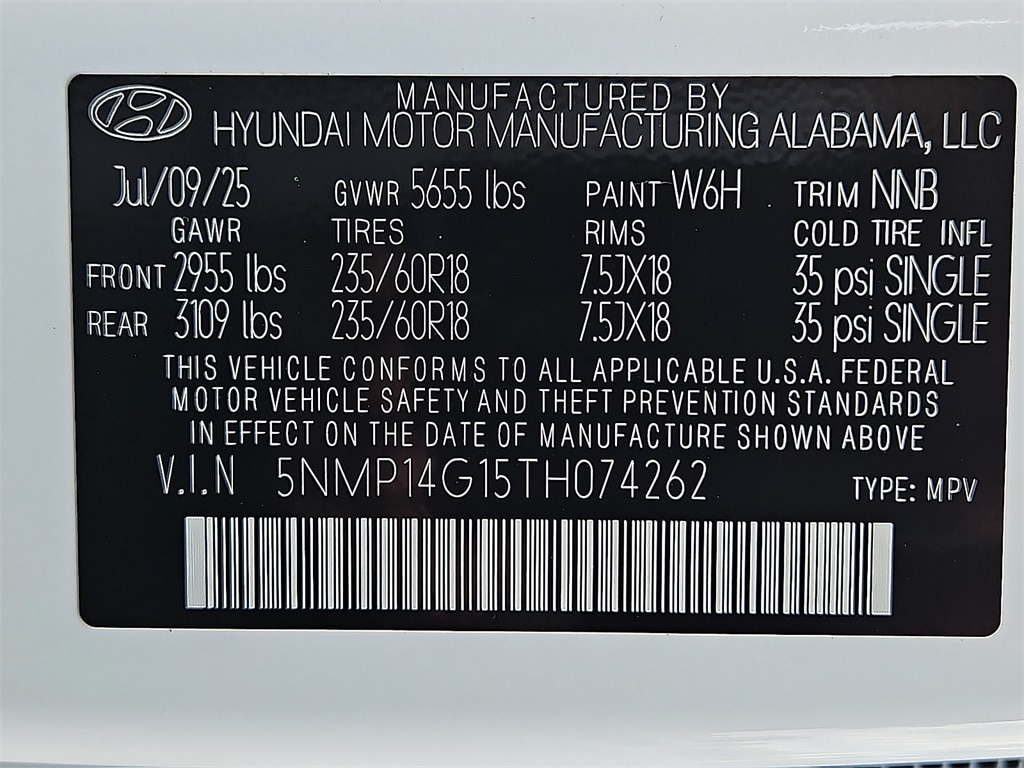 MANUFACTURED BY
HYUNDAI MOTOR MANUFACTURING ALABAMA, LLC
Jul/09/25 GVWR 5655 lbs PAINT W6H TRIM NNB
GAWR TIRES RIMS COLD TIRE INFL
FRONT 2955 lbs 235/60R18 7.5JX18 35 psi SINGLE
REAR 3109 lbs 235/60R18 7.5JX18 35 psi SINGLE
THIS VEHICLE CONFORMS TO ALL APPLICABLE U.S.A. FEDERAL
MOTOR VEHICLE SAFETY AND THEFT PREVENTION STANDARDS
IN EFFECT ON THE DATE OF MANUFACTURE SHOWN ABOVE
V.I.N 5NMP14G15TH074262 TYPE: MPV